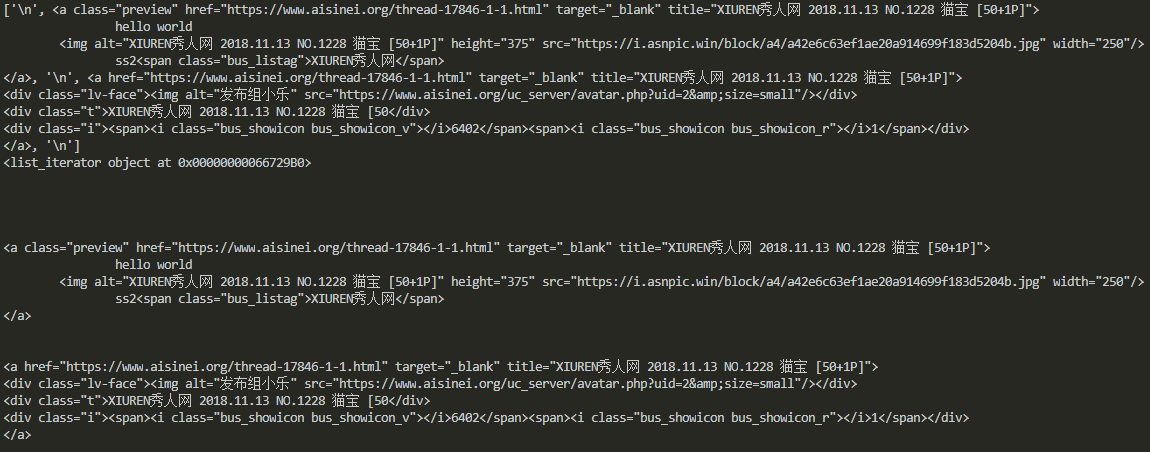 ['\n', <a class="preview" href="https://www.aisinei.org/thread-17846-1-1.html" target="_blank" title="XIUREN秀人网 2018.11.13 NO.1228 猫宝 [50+1P]">
hello world
<img alt="XIUREN秀人网 2018.11.13 NO.1228 猫宝 [50+1P]" height="375" src="https://i.asnpic.win/block/a4/a42e6c63ef1ae20a914699f183d5204b.jpg" width="250"/>
ss2<span class="bus_listag">XIUREN秀人网</span>
</a>, '\n', <a href="https://www.aisinei.org/thread-17846-1-1.html" target="_blank" title="XIUREN秀人网 2018.11.13 NO.1228 猫宝 [50+1P]">
<div class="lv-face"><img alt="发布组小乐" src="https://www.aisinei.org/uc_server/avatar.php?uid=2&amp;size=small"/></div>
<div class="t">XIUREN秀人网 2018.11.13 NO.1228 猫宝 [50</div>
<div class="i"><span><i class="bus_showicon bus_showicon_v"></i>6402</span><span><i class="bus_showicon bus_showicon_r"></i>1</span></div>
</a>, '\n']
<list_iterator object at 0x00000000066729B0>
<a class="preview" href="https://www.aisinei.org/thread-17846-1-1.html" target="_blank" title="XIUREN秀人网 2018.11.13 NO.1228 猫宝 [50+1P]">
hello world
<img alt="XIUREN秀人网 2018.11.13 NO.1228 猫宝 [50+1P]" height="375" src="https://i.asnpic.win/block/a4/a42e6c63ef1ae20a914699f183d5204b.jpg" width="250"/>
ss2<span class="bus_listag">XIUREN秀人网</span>
</a>
<a href="https://www.aisinei.org/thread-17846-1-1.html" target="_blank" title="XIUREN秀人网 2018.11.13 NO.1228 猫宝 [50+1P]">
<div class="lv-face"><img alt="发布组小乐" src="https://www.aisinei.org/uc_server/avatar.php?uid=2&amp;size=small"/></div>
<div class="t">XIUREN秀人网 2018.11.13 NO.1228 猫宝 [50</div>
<div class="i"><span><i class="bus_showicon bus_showicon_v"></i>6402</span><span><i class="bus_showicon bus_showicon_r"></i>1</span></div>
</a>